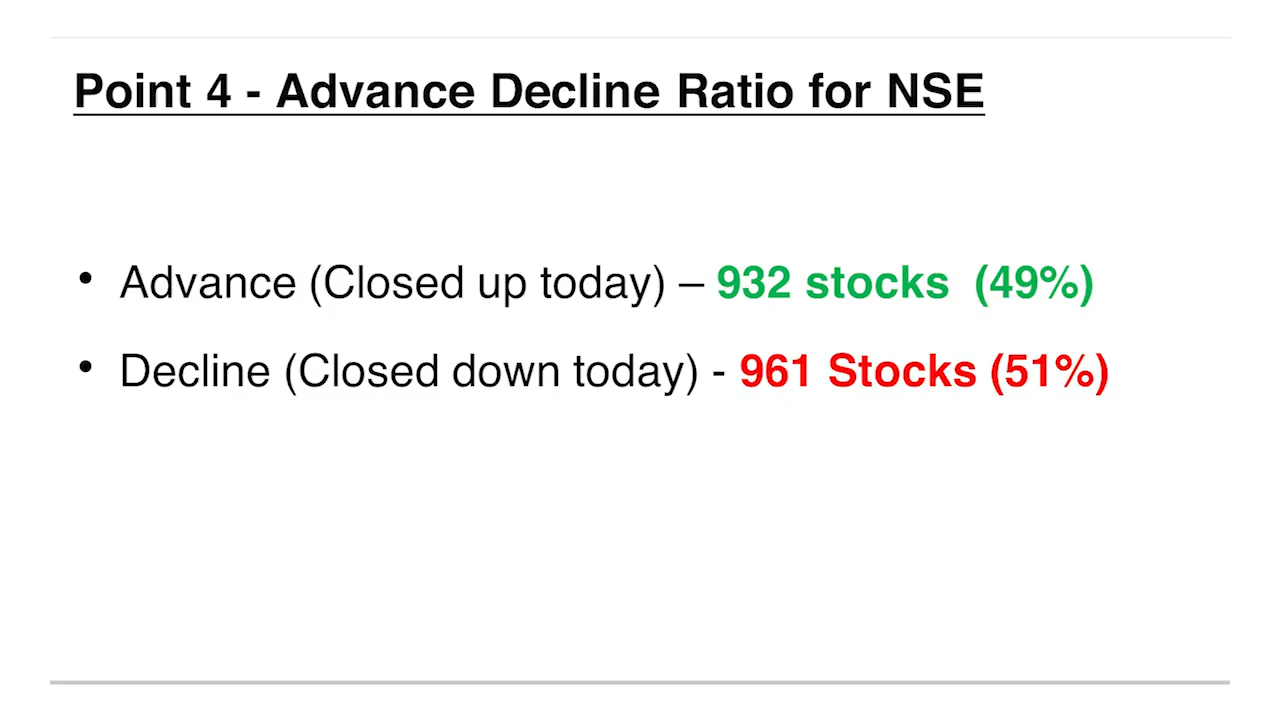 Point 4 - Advance Decline Ratio for NSE
• Advance (Closed up today) – 932 stocks (49%)
• Decline (Closed down today) - 961 Stocks (51%)